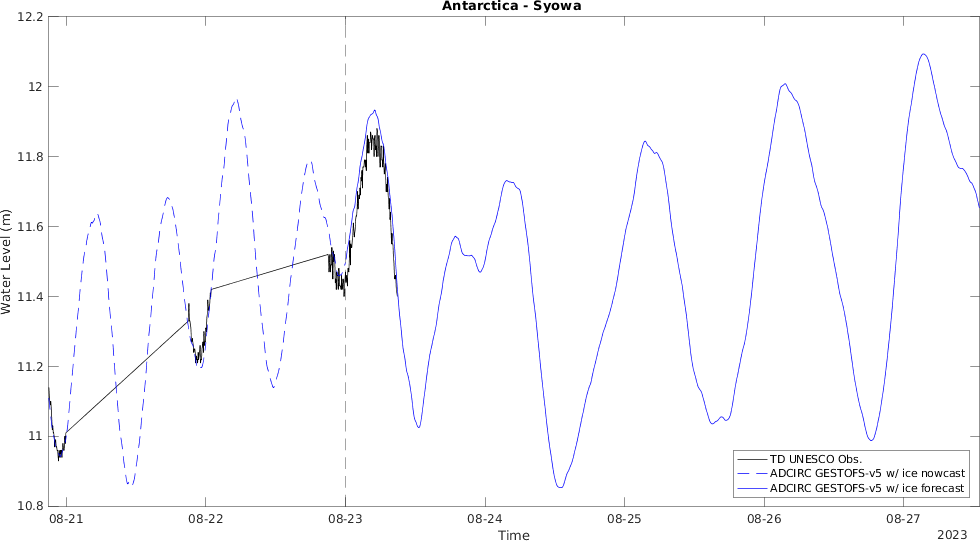 Antarctica - Syowa
12.2
12
11.8
11.6
11.4
11.2
11
10.8
Water Level (m)
08-21
08-22
08-23
08-24
08-25
08-26
08-27
Time
2023
TD UNESCO Obs.
ADCIRC GESTOFS-v5 w/ ice nowcast
ADCIRC GESTOFS-v5 w/ ice forecast